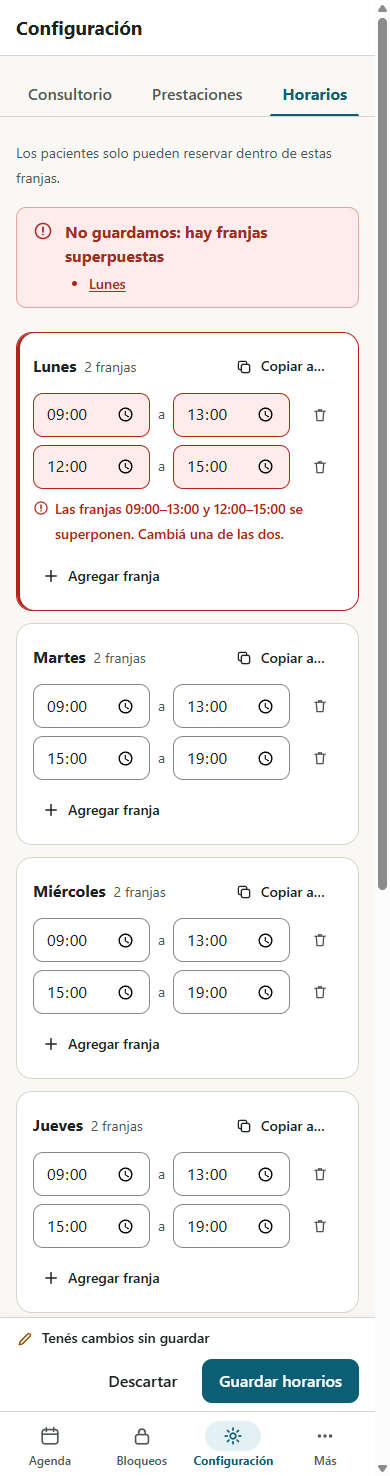 Configuración
Consultorio Prestaciones Horarios
Los pacientes solo pueden reservar dentro de estas
franjas.
No guardamos: hay franjas
superpuestas
• Lunes
Lunes 2 franjas Copiar a...
09:00 a 13:00
12:00 a 15:00
Las franjas 09:00–13:00 y 12:00–15:00 se
superponen. Cambiá una de las dos.
+ Agregar franja
Martes 2 franjas Copiar a...
09:00 a 13:00
15:00 a 19:00
+ Agregar franja
Miércoles 2 franjas Copiar a...
09:00 a 13:00
15:00 a 19:00
+ Agregar franja
Jueves 2 franjas Copiar a...
09:00 a 13:00
15:00 a 19:00
+ Agregar franja
Tenés cambios sin guardar
Descartar Guardar horarios
Agenda Bloqueos Configuración Más